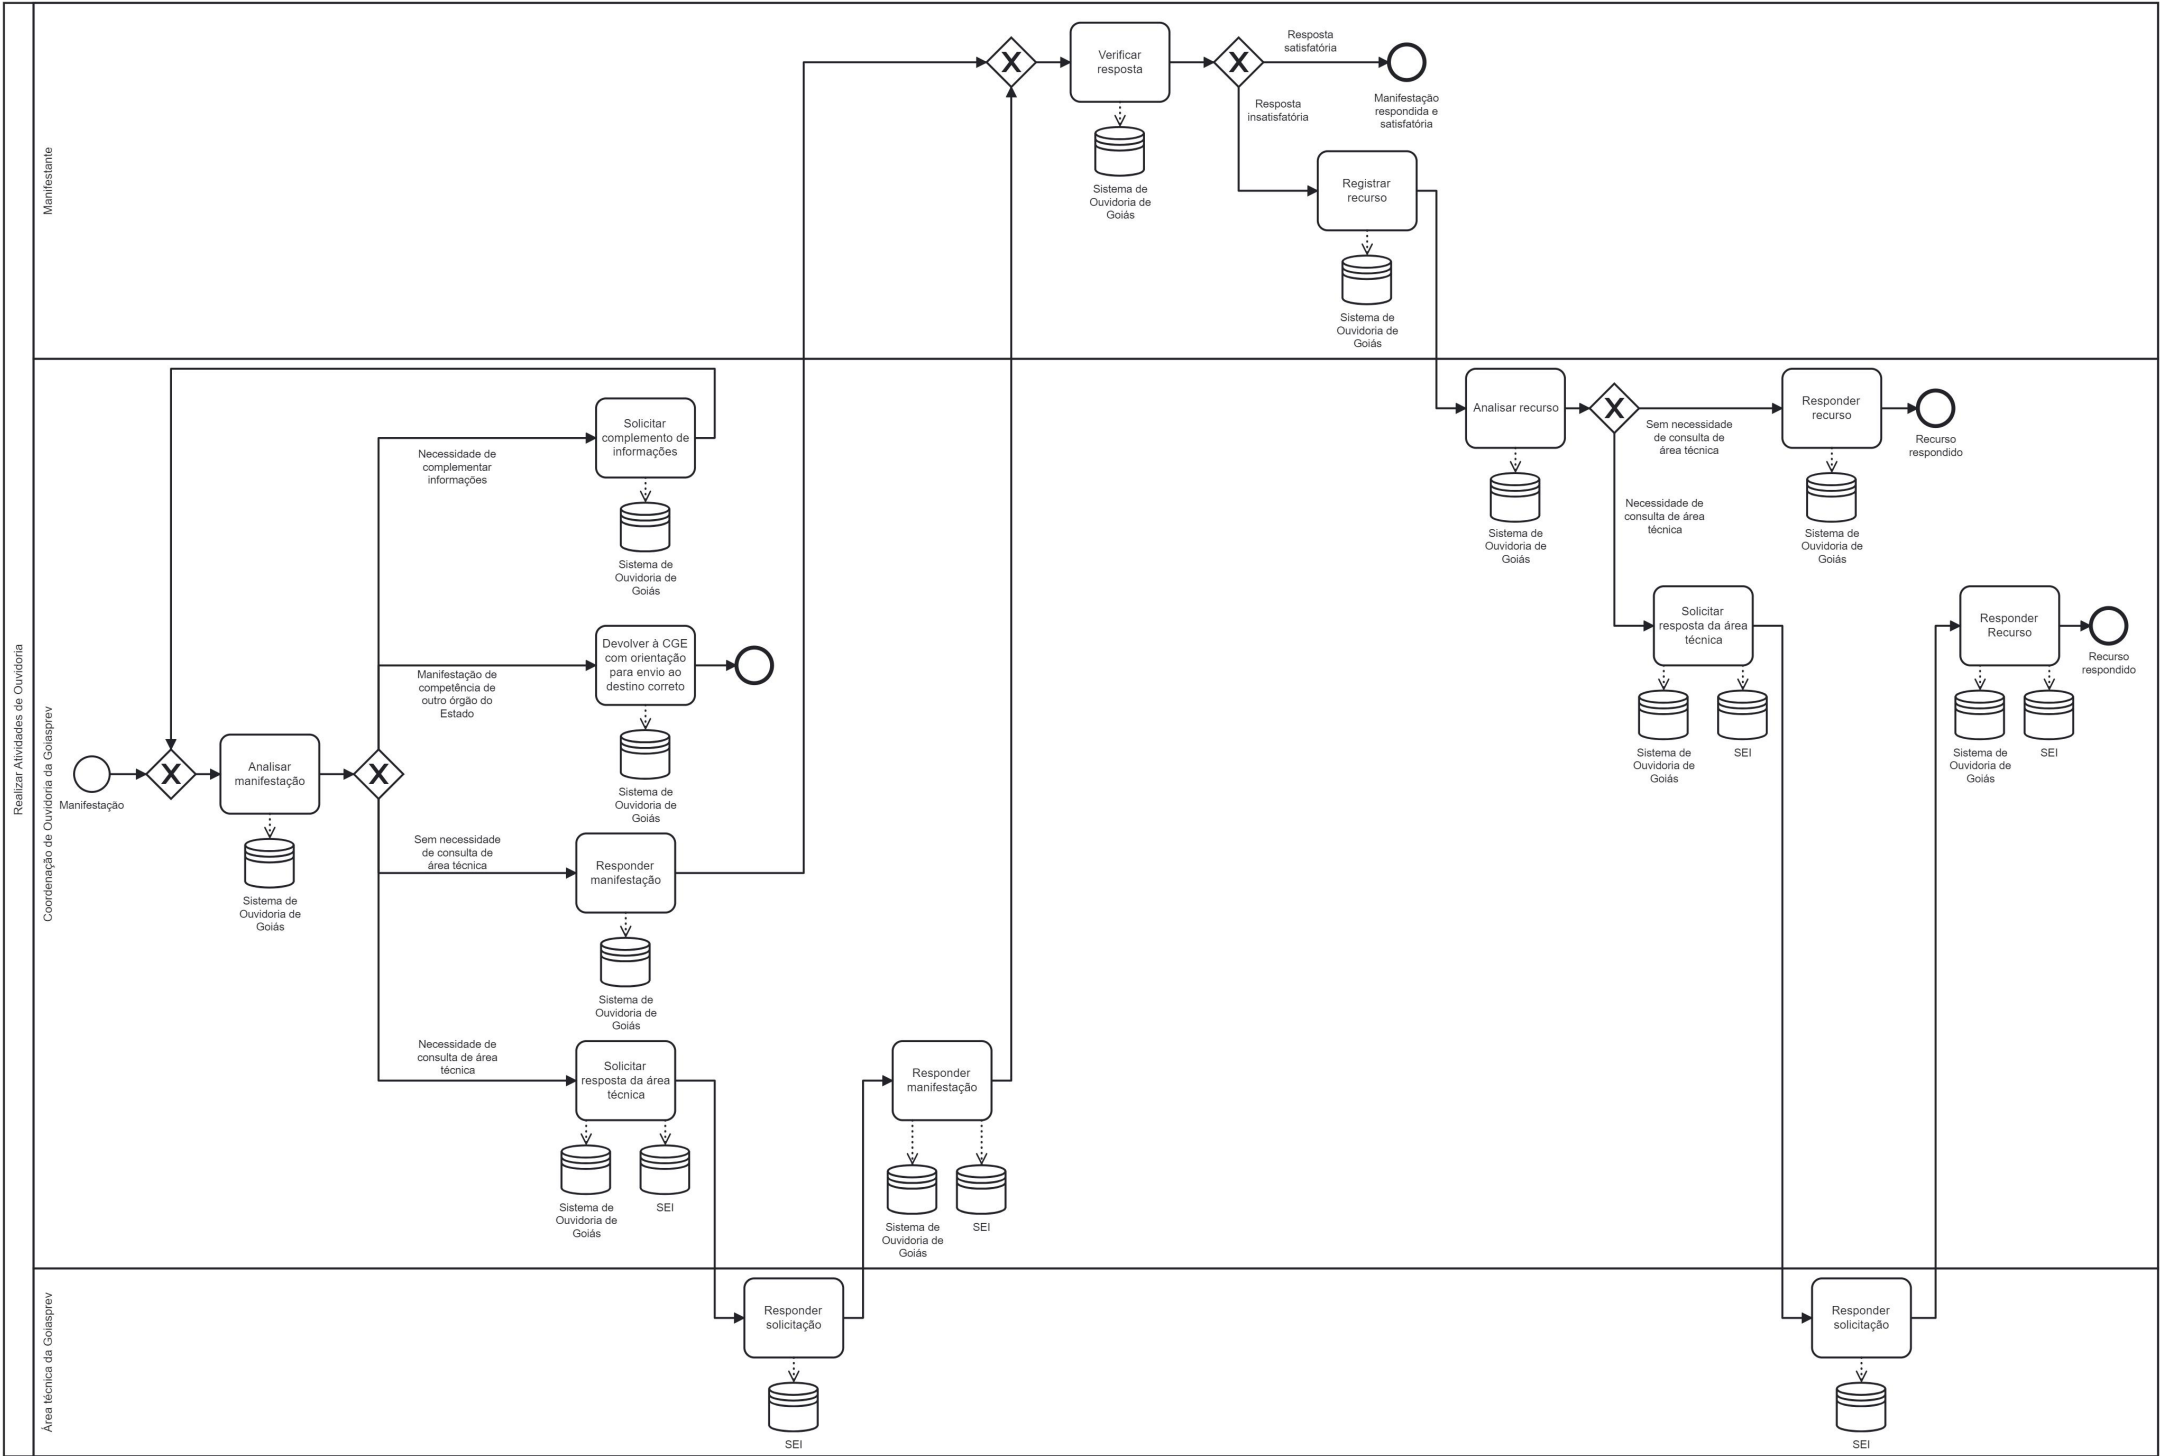 Realizar Atividades de Ouvidoria
Manifestante
Verificar
resposta
Sistema de
Ouvidoria de
Goiás
Resposta
satisfatória
Manifestação
respondida e
satisfatória
Resposta
insatisfatória
Registrar
recurso
Sistema de
Ouvidoria de
Goiás
Coordenação de Ouvidoria da Goiasprev
Manifestação
Analisar
manifestação
Sistema de
Ouvidoria de
Goiás
Necessidade de
complementar
informações
Solicitar
complemento de
informações
Sistema de
Ouvidoria de
Goiás
Manifestação de
competência de
outro órgão do
Estado
Devolver à CGE
com orientação
para envio ao
destino correto
Sistema de
Ouvidoria de
Goiás
Sem necessidade
de consulta de
área técnica
Responder
manifestação
Sistema de
Ouvidoria de
Goiás
Necessidade de
consulta de área
técnica
Solicitar
resposta da área
técnica
Sistema de
Ouvidoria de
Goiás
SEI
Responder
manifestação
Sistema de
Ouvidoria de
Goiás
SEI
Analisar recurso
Sistema de
Ouvidoria de
Goiás
Sem necessidade
de consulta de
área técnica
Responder
recurso
Sistema de
Ouvidoria de
Goiás
Recurso
respondido
Necessidade de
consulta de área
técnica
Solicitar
resposta da área
técnica
Sistema de
Ouvidoria de
Goiás
SEI
Responder
Recurso
Sistema de
Ouvidoria de
Goiás
SEI
Recurso
respondido
Área técnica da Goiasprev
Responder
solicitação
SEI
Responder
solicitação
SEI